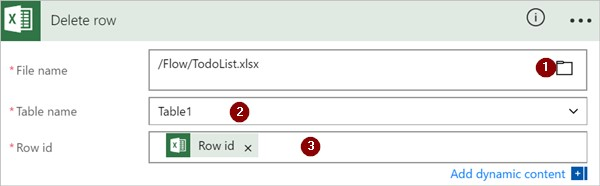 Delete row
* File name
/Flow/TodoList.xlsx
1
* Table name
Table1
2
* Row id
Row id ×
3
Add dynamic content